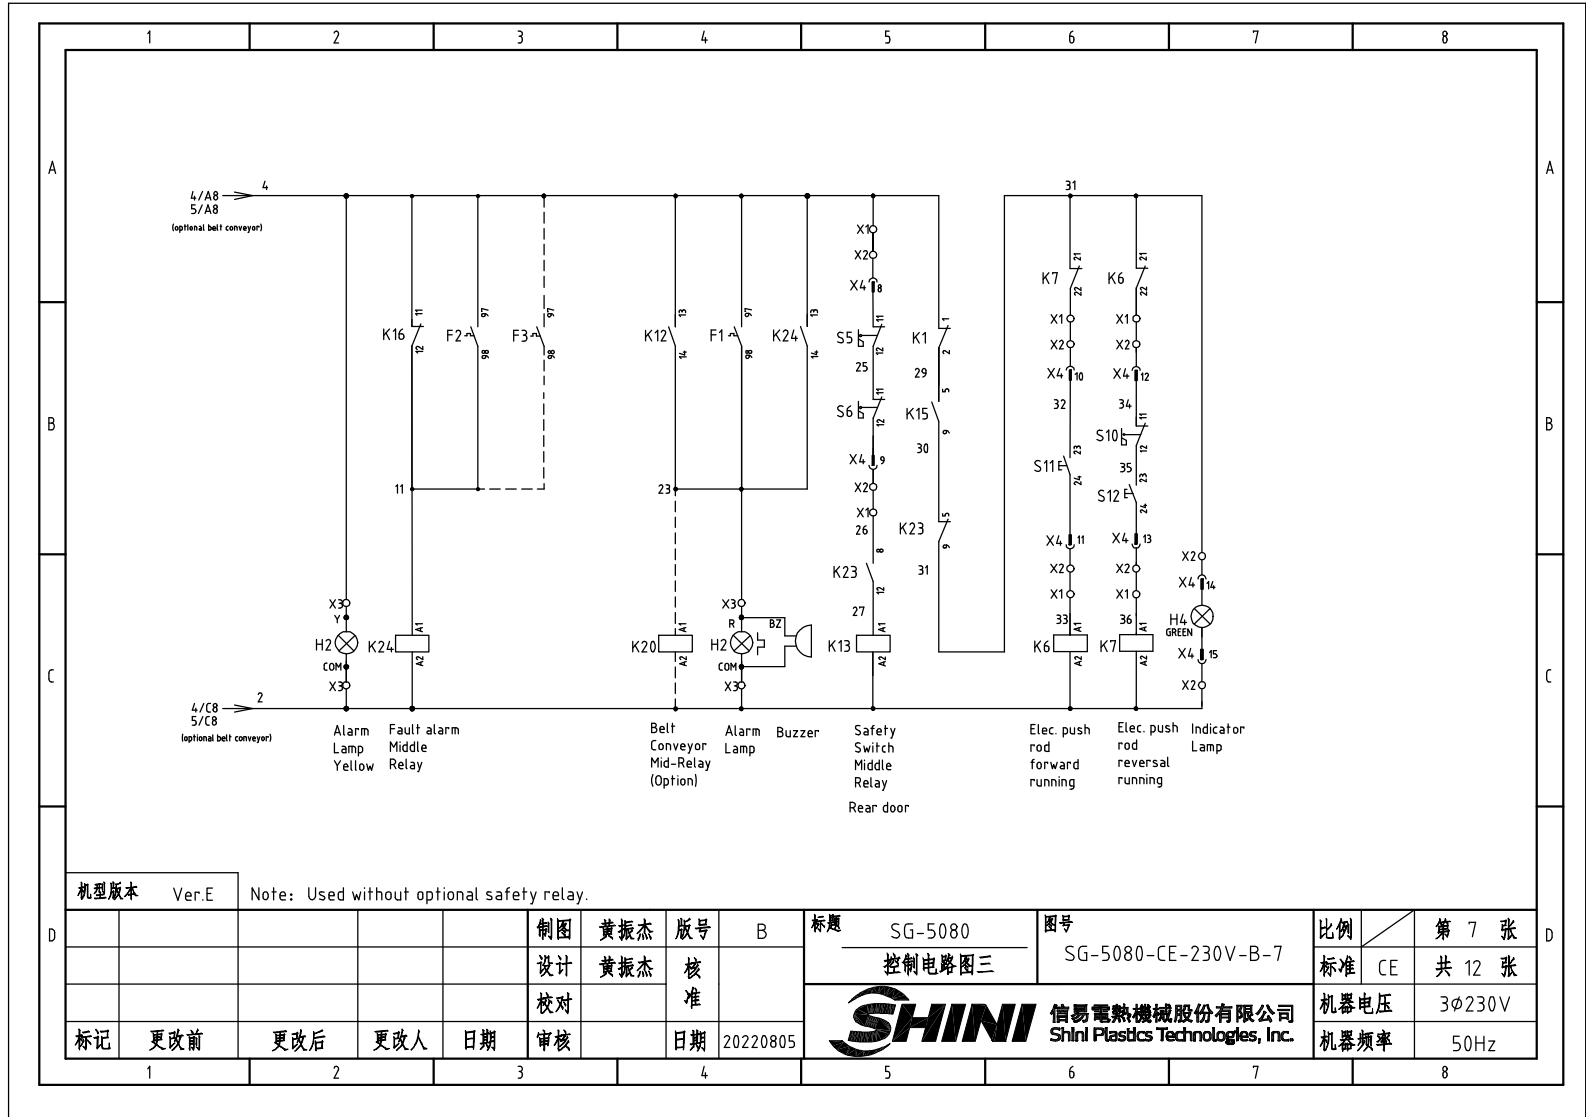 1 2 3 4 5 6 7 8
A A
4/A8 4 31
5/A8
(optional belt conveyor)
X1
X2
X4 8
K7 21 22
K6 21 22
B B
K16 11 12
F2 97 98
F3 97 98
K12 13 14
F1 97 98
K24 13 14
S5 11 12
K1 1 2
X1 X1
X2 X2
25 29
X4 10 X4 12
32 34
S6 11 12
K15 5 9
S10 11 12
30
X4 9
S11 23 24
35
11 23
X2
S12 23 24
X1
26
K23 5 9
X4 11 X4 13
X2 X2
X2
K23 8 12
31
X4 14
X1 X1
X3 X3
27
33 36
Y R BZ
H4
GREEN
H2 K24 A1 A2
K20 A1 A2
H2
K13 A1 A2
K6 A1 A2
K7 A1 A2
X4 15
COM COM
C C
X3 X3 X2
4/C8 2
5/C8
(optional belt conveyor)
Alarm
Lamp
Yellow
Fault alarm
Middle
Relay
Belt
Conveyor
Mid-Relay
(Option)
Alarm
Lamp
Buzzer
Safety
Switch
Middle
Relay
Rear door
Elec. push
rod
forward
running
Elec. push
rod
reversal
running
Indicator
Lamp
机型版本 Ver.E Note: Used without optional safety relay.
D D
制图 黄振杰 版号 B 标题 SG-5080 图号 比例 第 7 张
设计 黄振杰 核准 控制电路图三 SG-5080-CE-230V-B-7 标准 CE 共 12 张
校对 SHINI 信易電熱機械股份有限公司 机器电压 3φ230V
Shini Plastics Technologies, Inc.
标记 更改前 更改后 更改人 日期 审核 日期 20220805 机器频率 50Hz
1 2 3 4 5 6 7 8